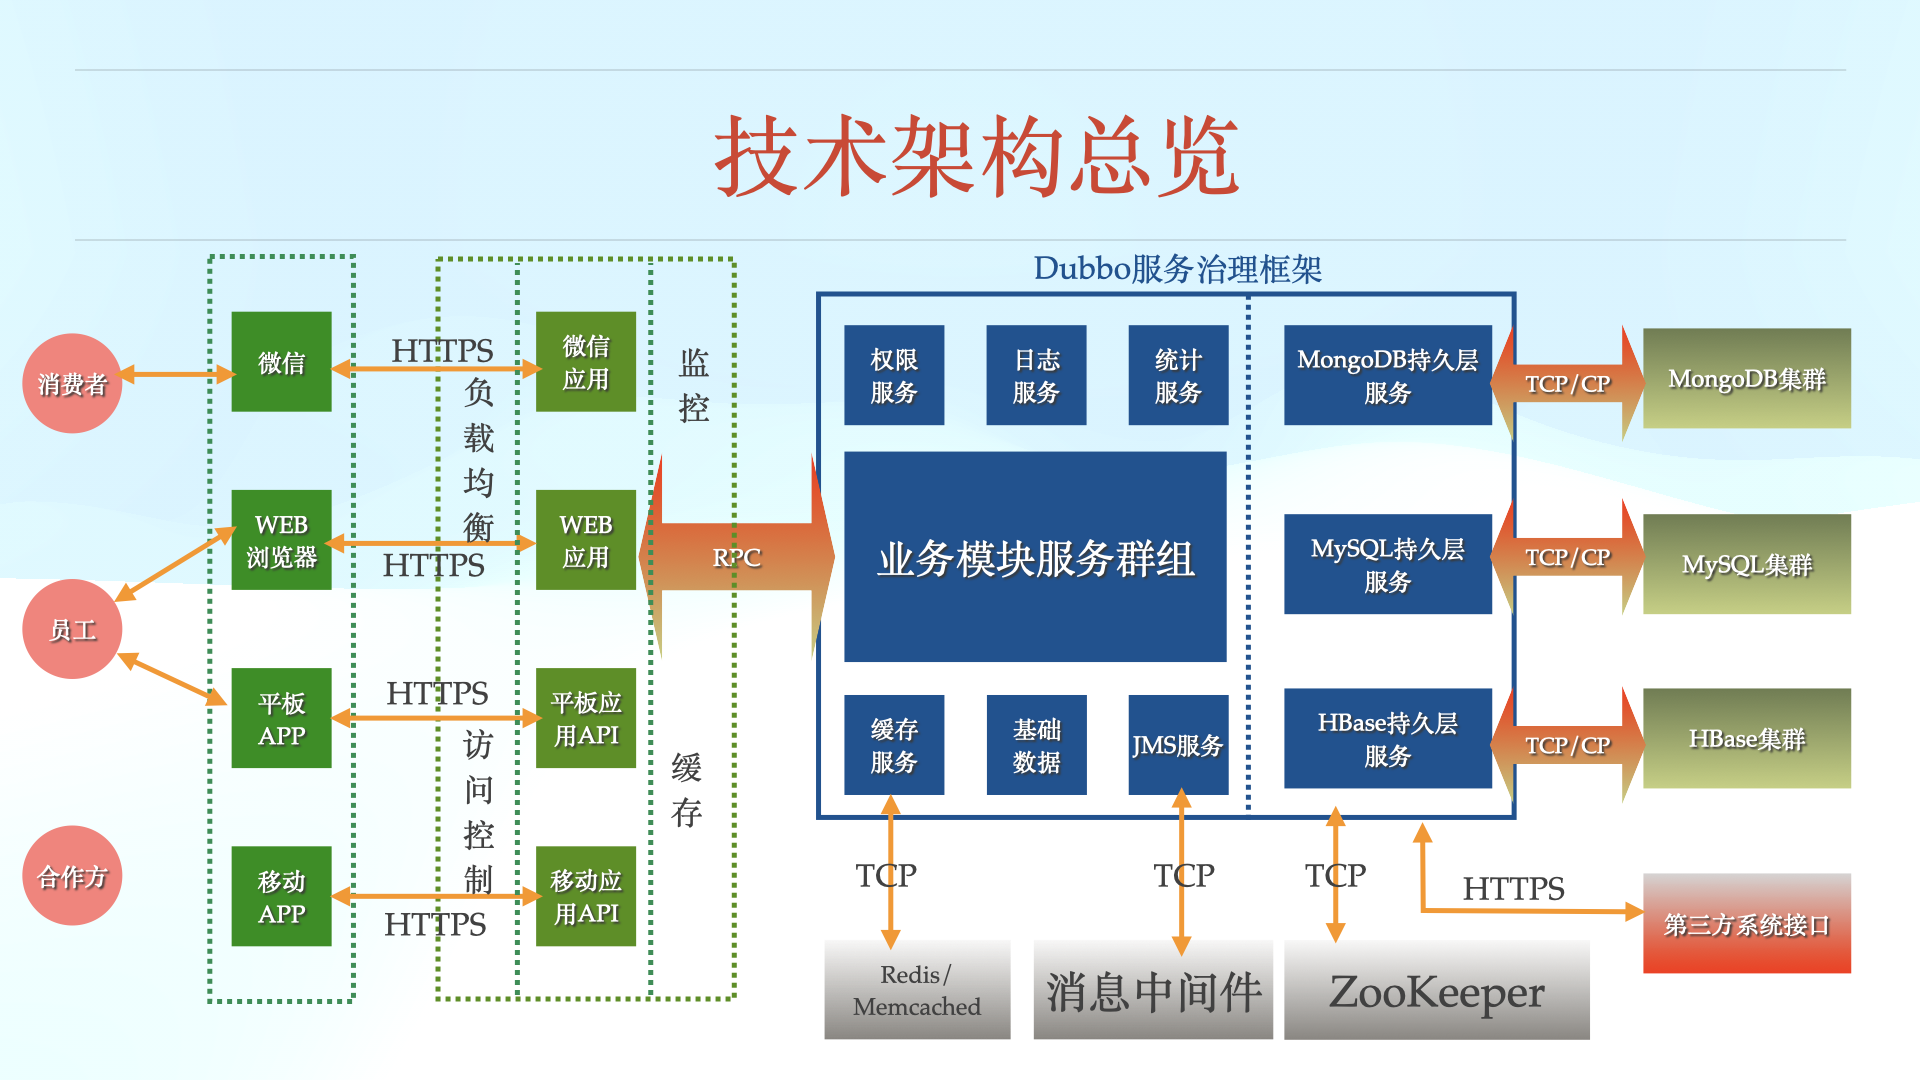 技术架构总览
Dubbo服务治理框架
消费者
员工
合作方
微信
WEB
浏览器
平板
APP
移动
APP
HTTPS
HTTPS
HTTPS
HTTPS
负
载
均
衡
访
问
控
制
微信
应用
WEB
应用
平板应
用API
移动应
用API
监
控
缓
存
RPC
权限
服务
日志
服务
统计
服务
业务模块服务群组
缓存
服务
基础
数据
JMS服务
MongoDB持久层
服务
MySQL持久层
服务
HBase持久层
服务
TCP/CP
TCP/CP
TCP/CP
MongoDB集群
MySQL集群
HBase集群
TCP
TCP
TCP
HTTPS
Redis/
Memcached
消息中间件
ZooKeeper
第三方系统接口